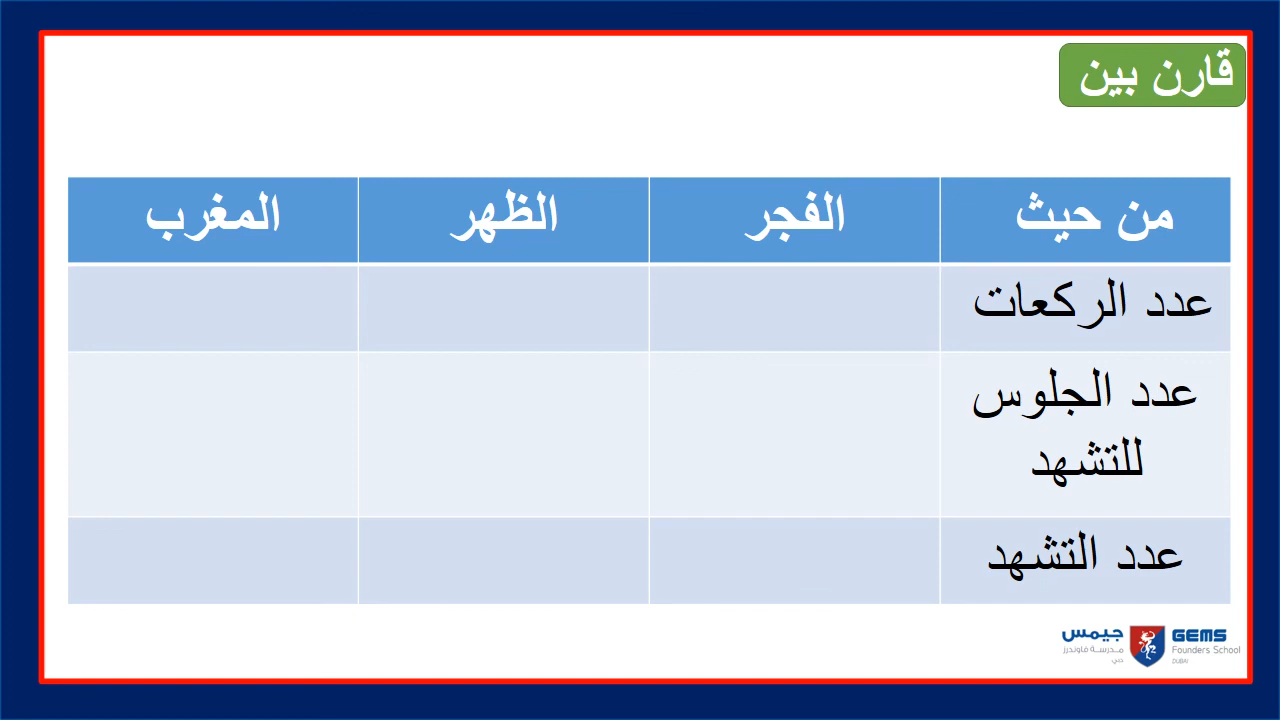 قارن بين
من حيث الفجر الظهر المغرب
عدد الركعات
عدد الجلوس
للتشهد
عدد التشهد
جيمس GEMS
مدرسة فاوندرز Founders School
دبي DUBAI